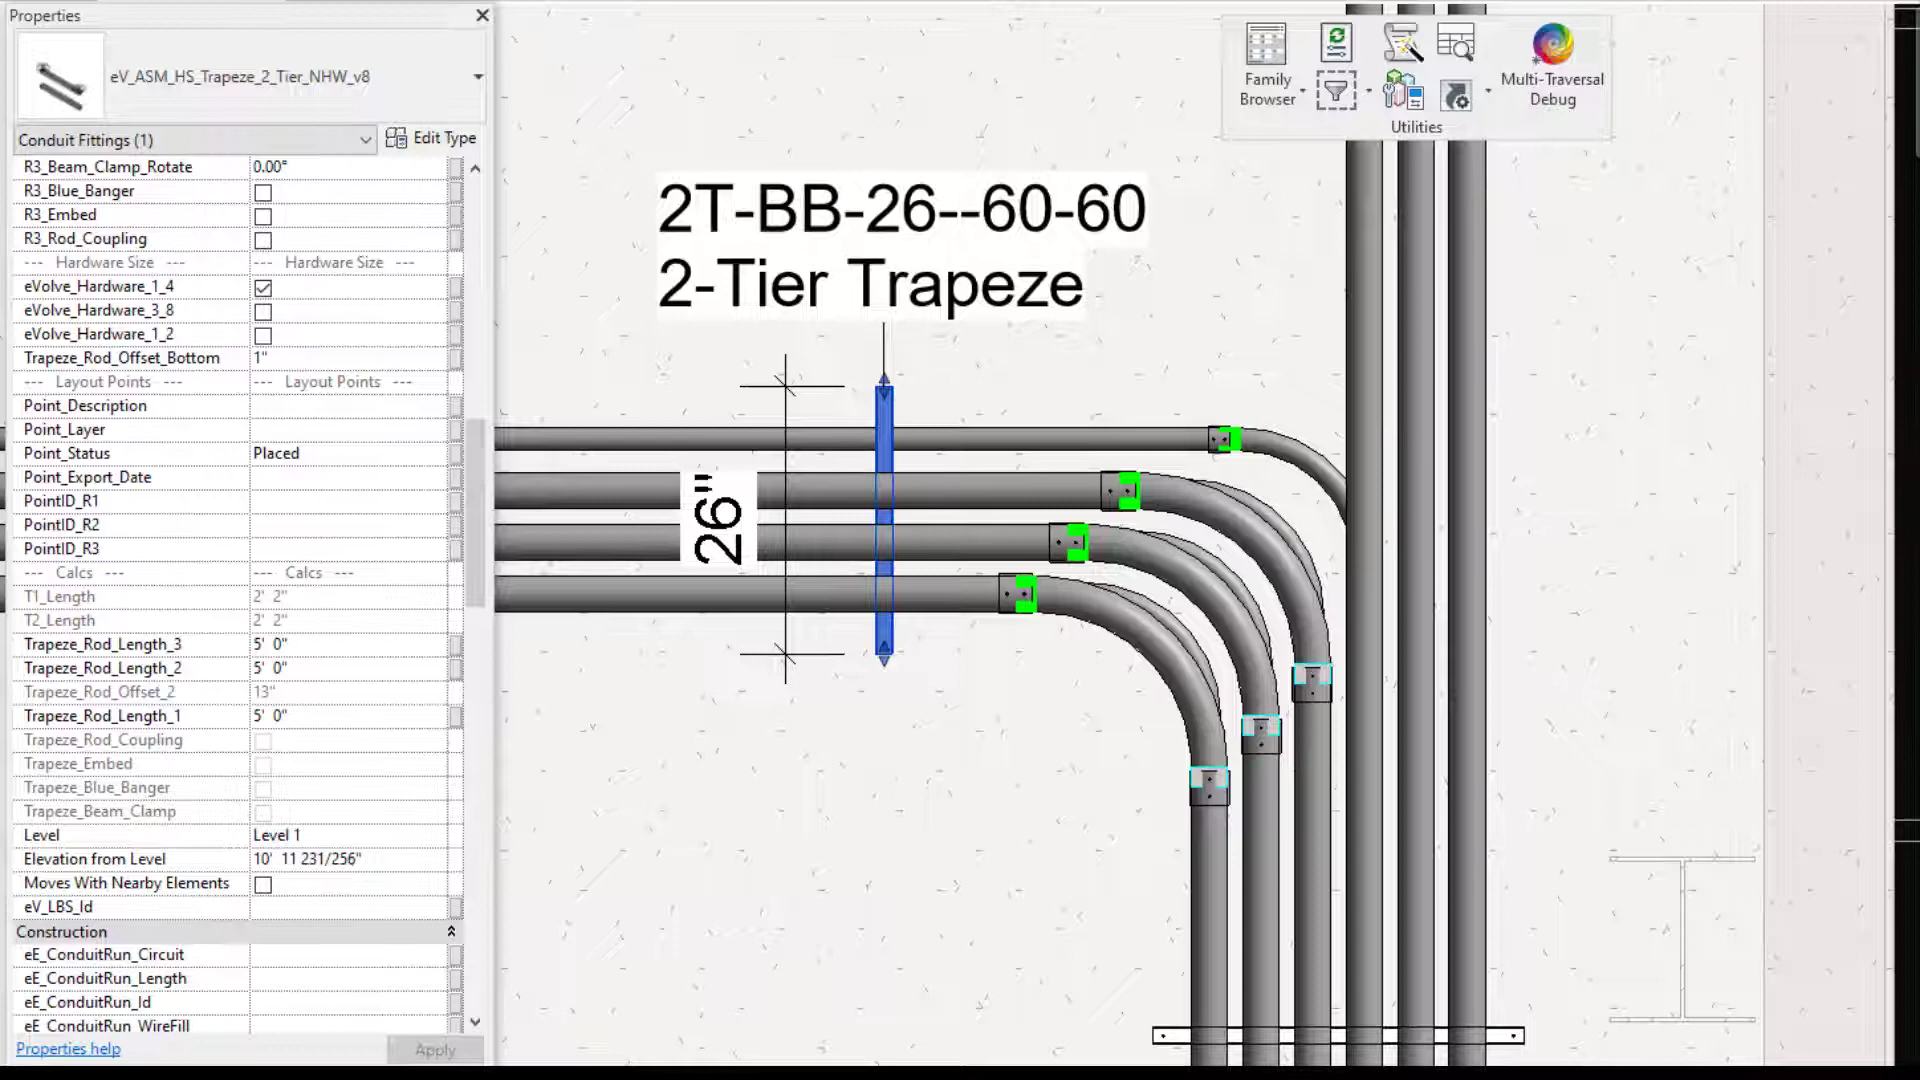 Properties
eV_ASM_HS_Trapeze_2_Tier_NHW_v8
Conduit Fittings (1)
Edit Type
R3_Beam_Clamp_Rotate 0.00°
R3_Blue_Banger
R3_Embed
R3_Rod_Coupling
--- Hardware Size --- --- Hardware Size ---
eVolve_Hardware_1_4
eVolve_Hardware_3_8
eVolve_Hardware_1_2
Trapeze_Rod_Offset_Bottom 1"
--- Layout Points --- --- Layout Points ---
Point_Description
Point_Layer
Point_Status Placed
Point_Export_Date
PointID_R1
PointID_R2
PointID_R3
--- Calcs --- --- Calcs ---
T1_Length 2' 2"
T2_Length 2' 2"
Trapeze_Rod_Length_3 5' 0"
Trapeze_Rod_Length_2 5' 0"
Trapeze_Rod_Offset_2 13"
Trapeze_Rod_Length_1 5' 0"
Trapeze_Rod_Coupling
Trapeze_Embed
Trapeze_Blue_Banger
Trapeze_Beam_Clamp
Level Level 1
Elevation from Level 10' 11 231/256"
Moves With Nearby Elements
eV_LBS_Id
Construction
eE_ConduitRun_Circuit
eE_ConduitRun_Length
eE_ConduitRun_Id
eE_ConduitRun_WireFill
Properties help
Apply
2T-BB-26--60-60
2-Tier Trapeze
26"
Family
Browser
Multi-Traversal
Debug
Utilities